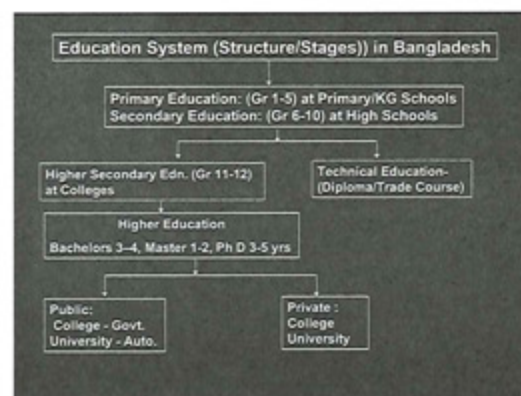 Education System (Structure/Stages)) in Bangladesh
Primary Education: (Gr 1-5) at Primary/KG Schools
Secondary Education: (Gr 6-10) at High Schools
Higher Secondary Edn. (Gr 11-12)
at Colleges
Technical Education-
(Diploma/Trade Course)
Higher Education
Bachelors 3–4, Master 1-2, Ph D 3-5 yrs
Public:
College - Govt.
University - Auto.
Private :
College
University